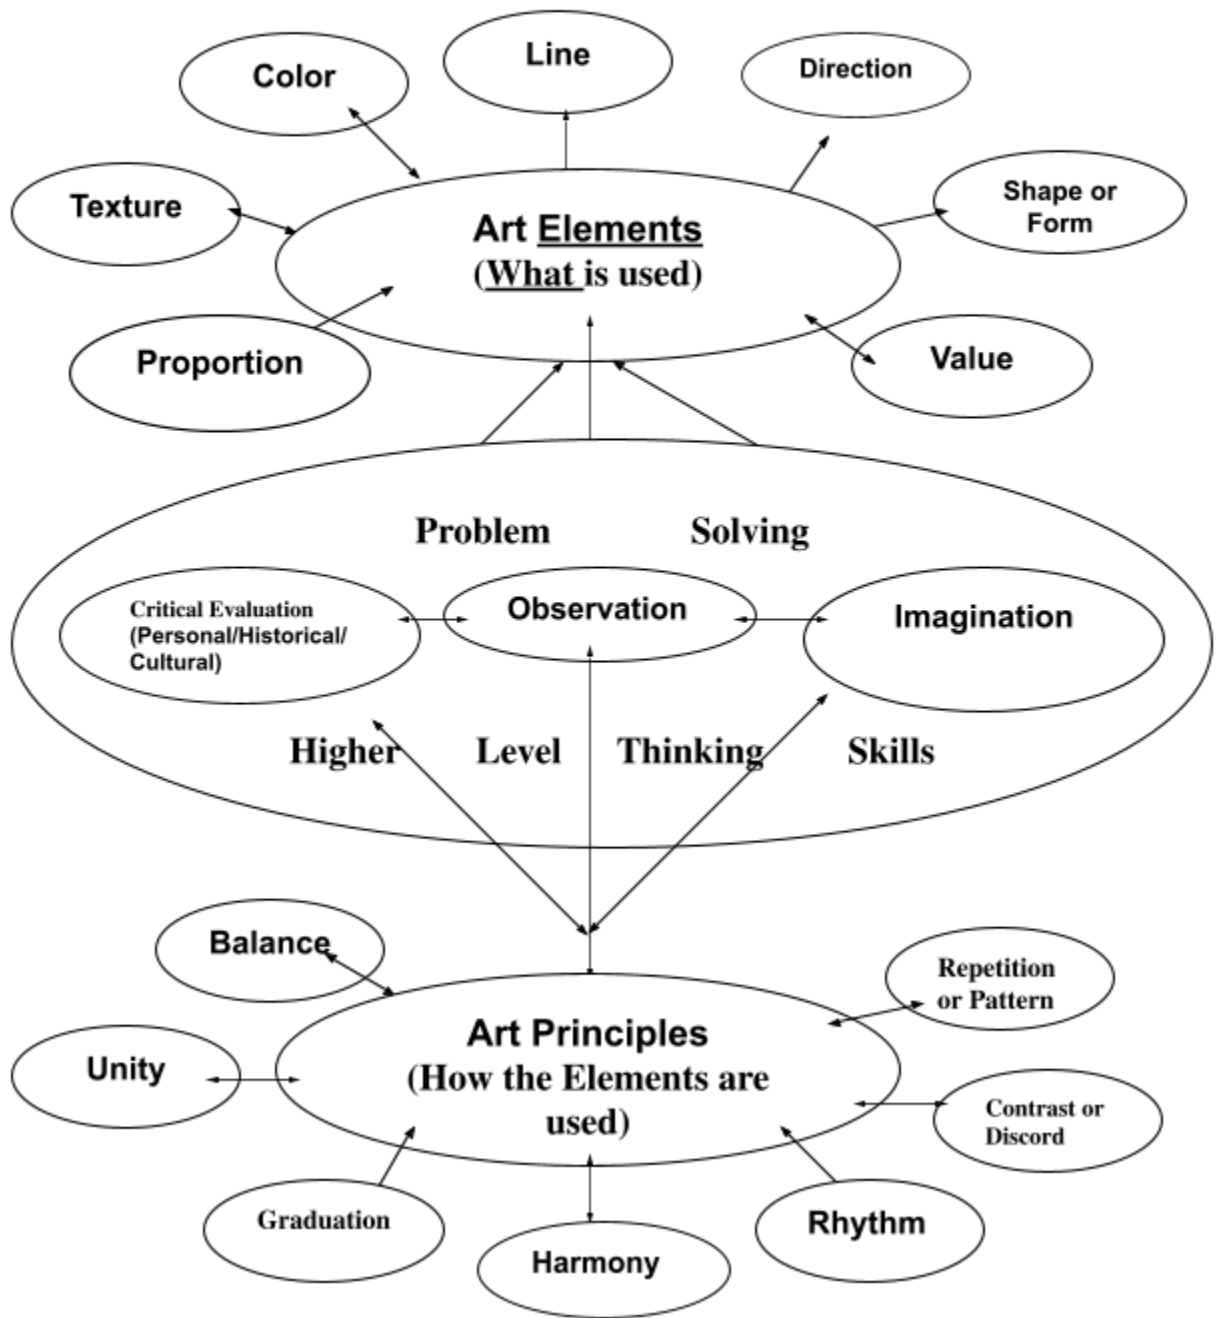 Line
Color
Direction
Texture
Shape or
Form
Art Elements
(What is used)
Proportion
Value
Problem Solving
Critical Evaluation
(Personal/Historical/
Cultural)
Observation
Imagination
Higher Level Thinking Skills
Balance
Repetition
or Pattern
Art Principles
(How the Elements are
used)
Unity
Contrast or
Discord
Graduation
Rhythm
Harmony